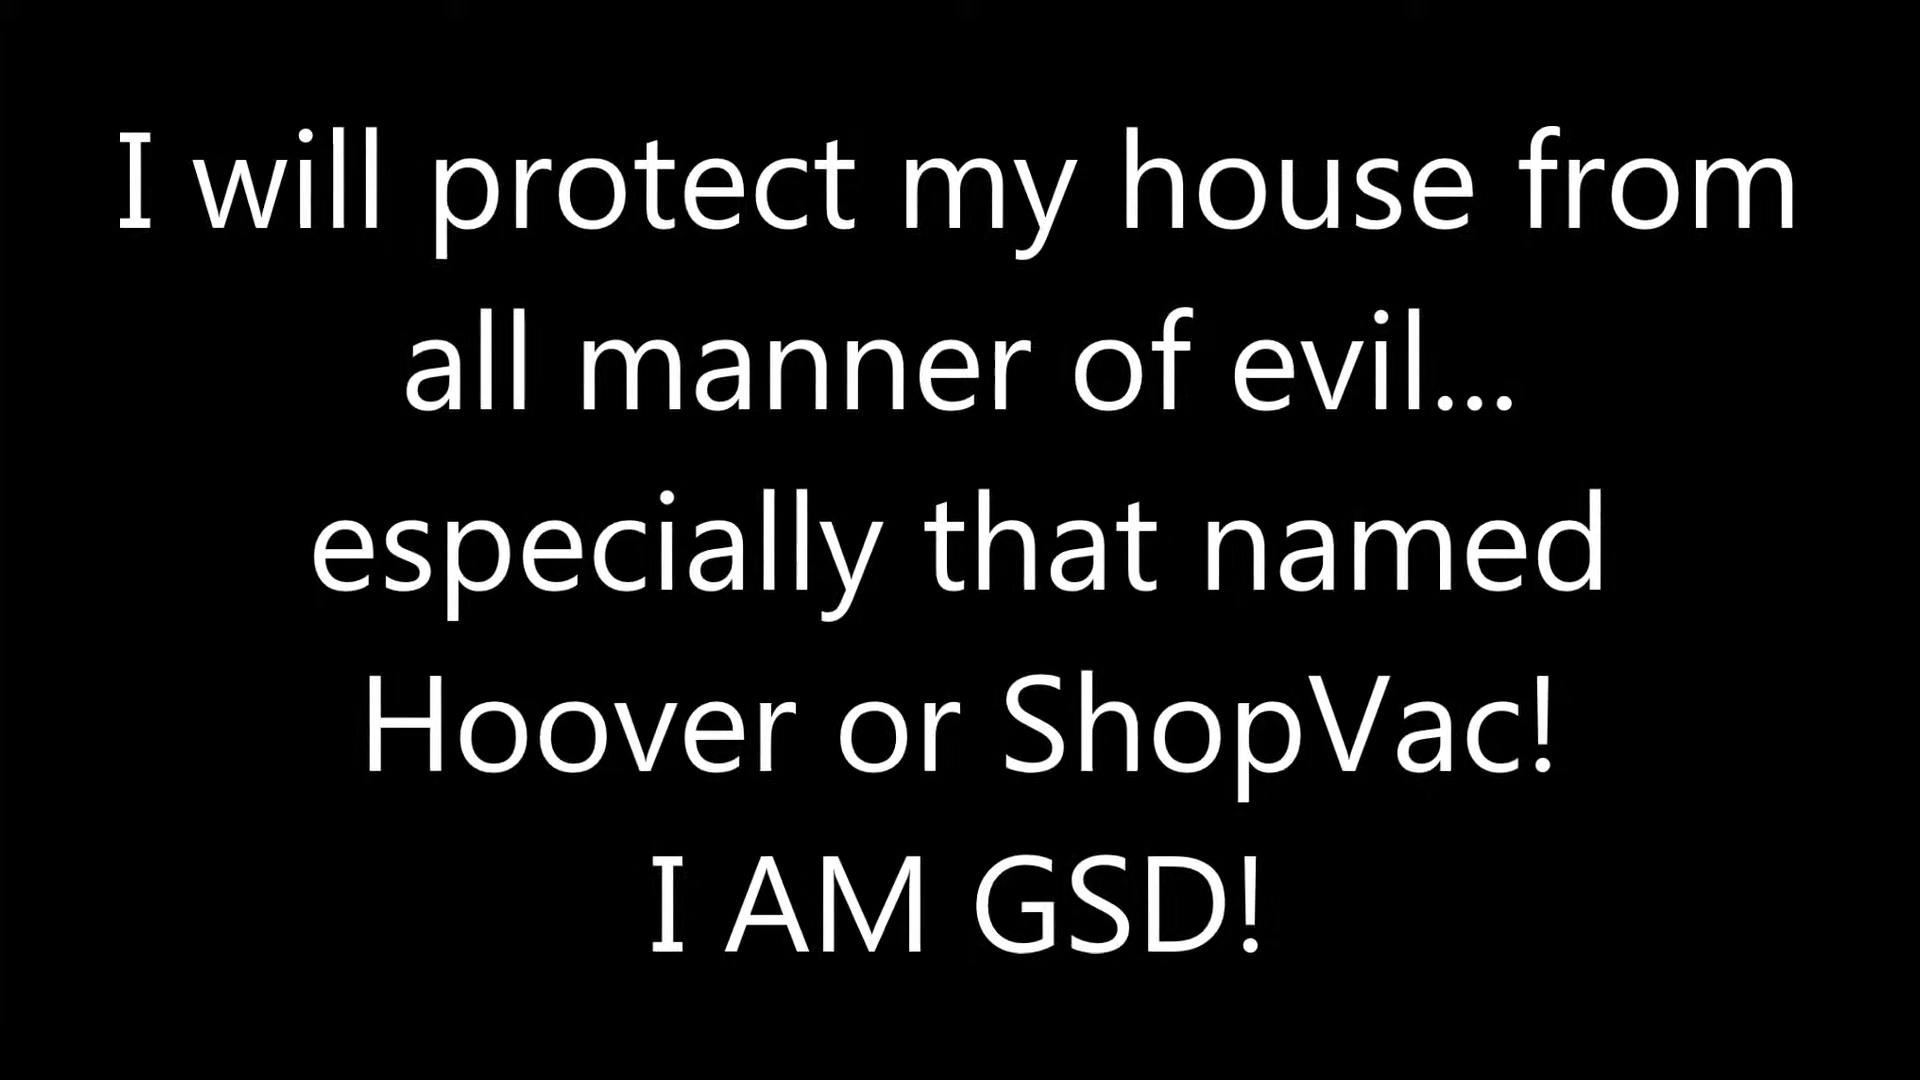 I will protect my house from
all manner of evil...
especially that named
Hoover or ShopVac!
I AM GSD!